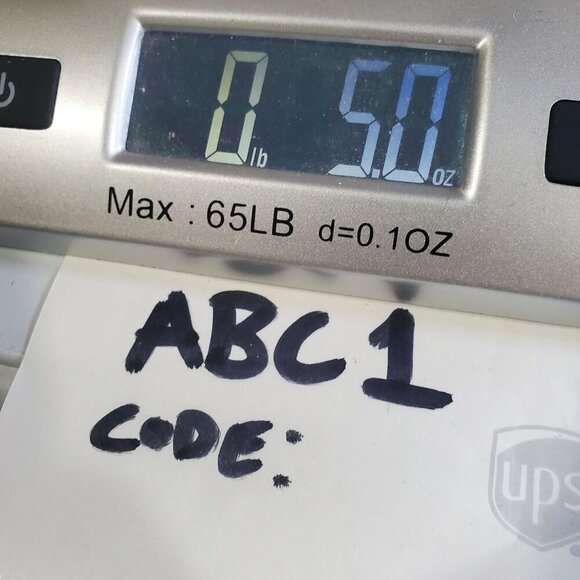 0 lb 5.0 oz
Max : 65LB d=0.1OZ
ABC1
CODE:
ups